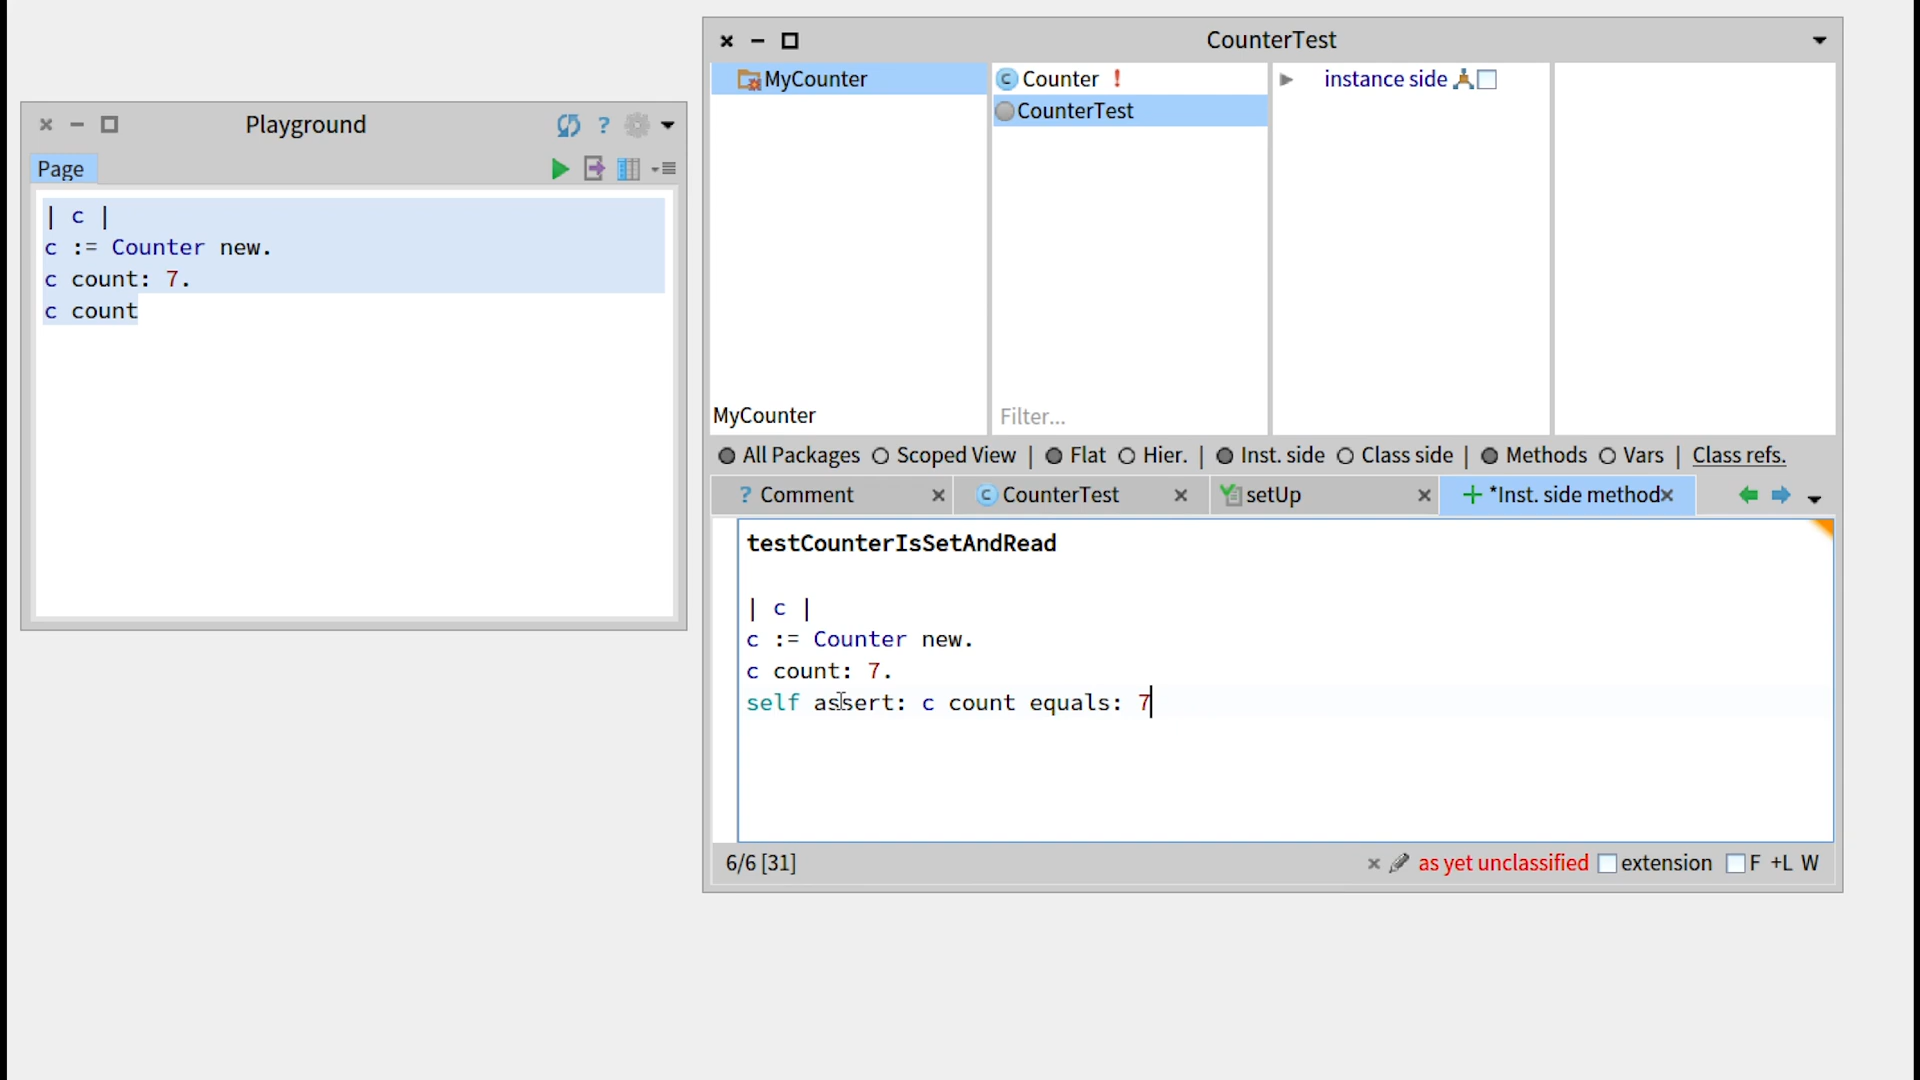 CounterTest
MyCounter
Counter !
CounterTest
instance side
MyCounter
Filter...
All Packages Scoped View | Flat Hier. | Inst. side Class side | Methods Vars | Class refs.
? Comment
CounterTest
setUp
*Inst. side method
testCounterIsSetAndRead
| c |
c := Counter new.
c count: 7.
self assert: c count equals: 7
6/6 [31]
as yet unclassified extension F +L W
Playground
?
Page
| c |
c := Counter new.
c count: 7.
c count